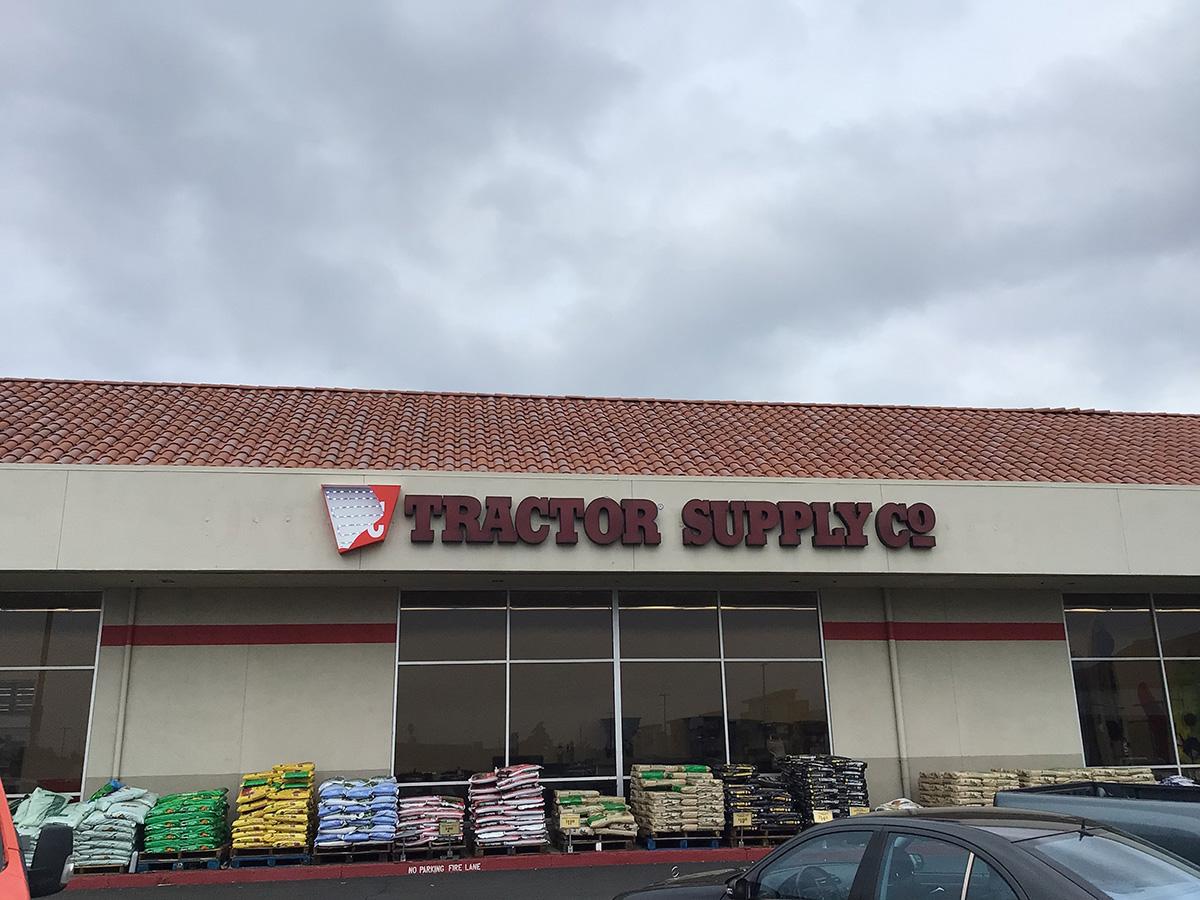 TRACTOR SUPPLY Co
NO PARKING FIRE LANE